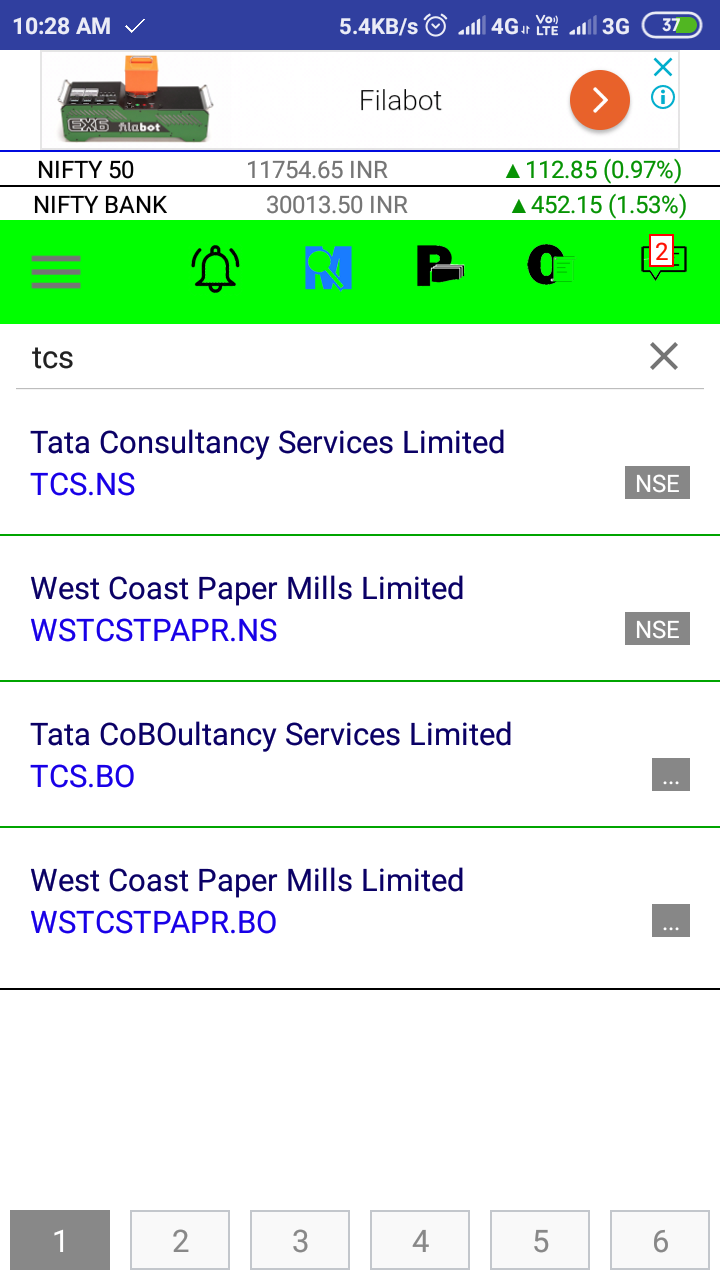 10:28 AM 5.4KB/s 4G Vo)) LTE 3G 37
EX6 filabot Filabot
NIFTY 50 11754.65 INR ▲112.85 (0.97%)
NIFTY BANK 30013.50 INR ▲452.15 (1.53%)
2
tcs
Tata Consultancy Services Limited
TCS.NS NSE
West Coast Paper Mills Limited
WSTCSTPAPR.NS NSE
Tata CoBOultancy Services Limited
TCS.BO ...
West Coast Paper Mills Limited
WSTCSTPAPR.BO ...
1 2 3 4 5 6